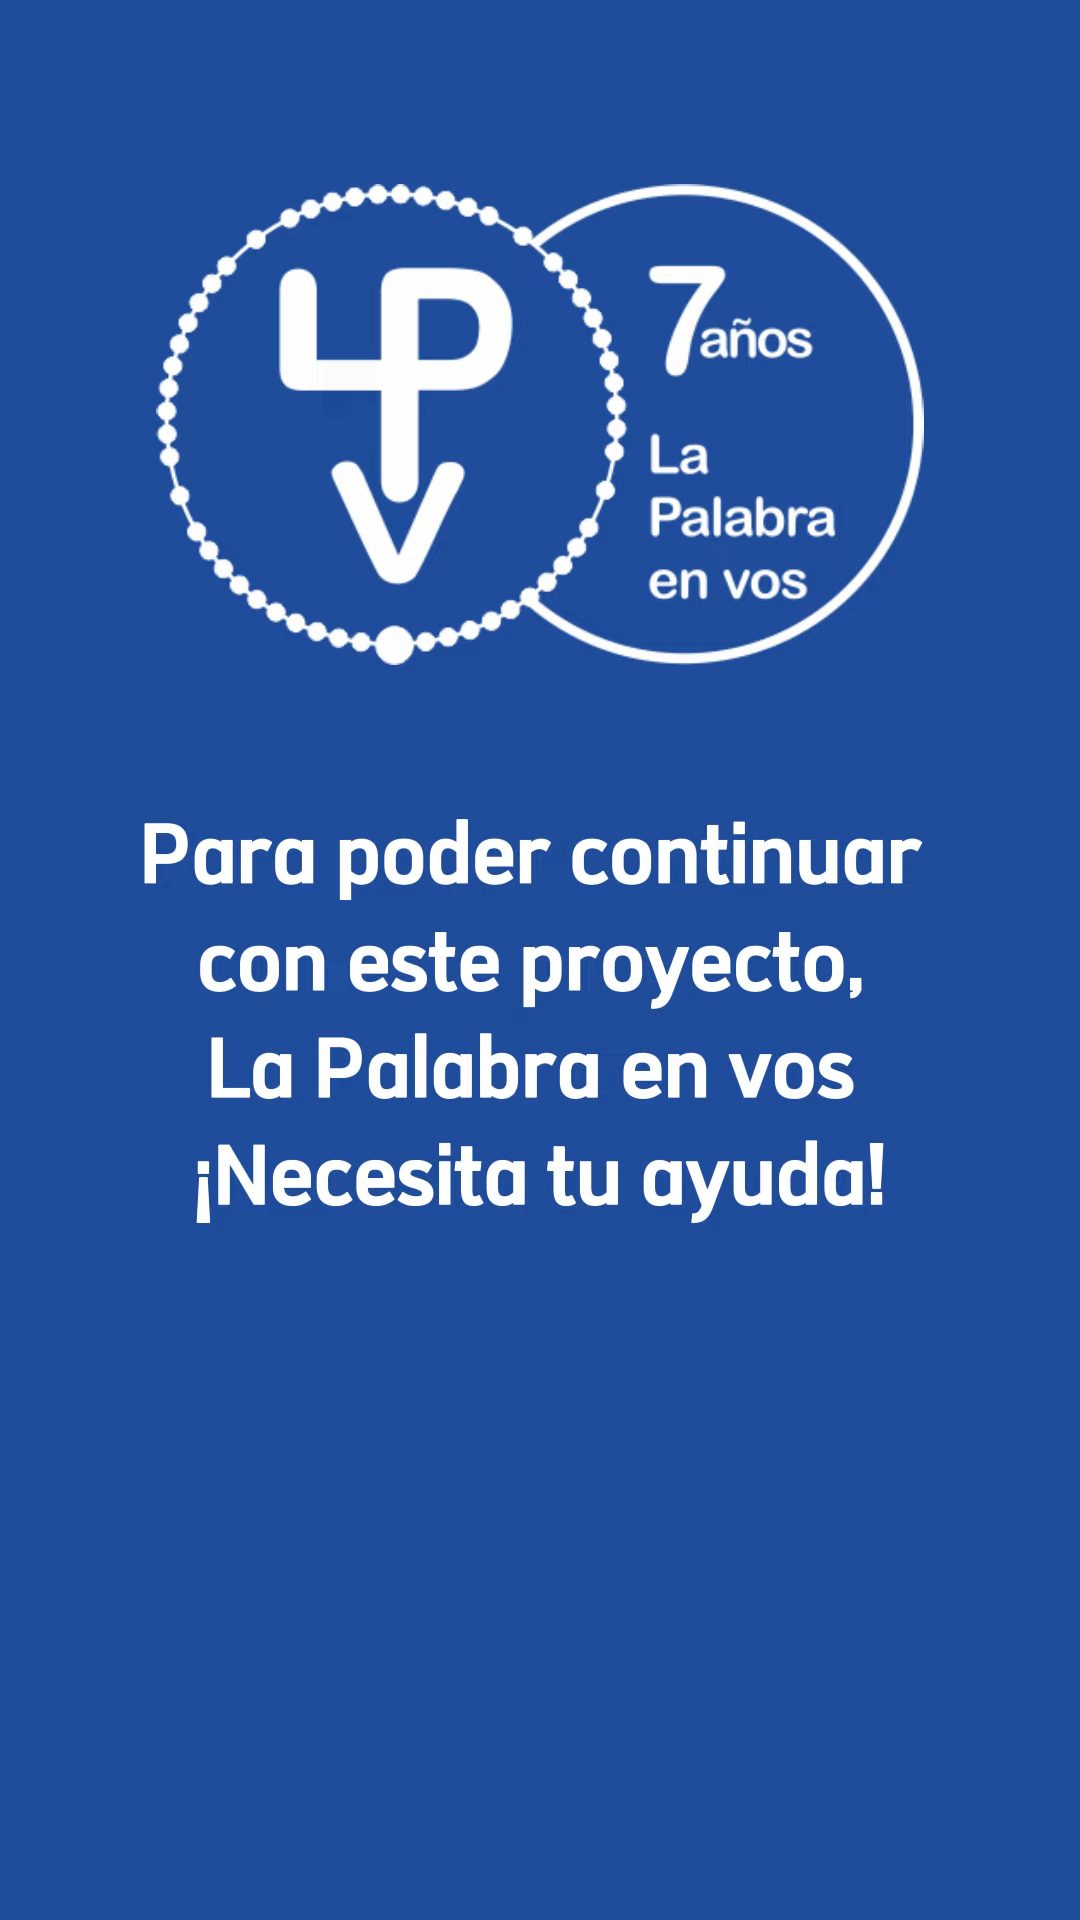 LPV
7años
La
Palabra
en vos
Para poder continuar
con este proyecto,
La Palabra en vos
¡Necesita tu ayuda!